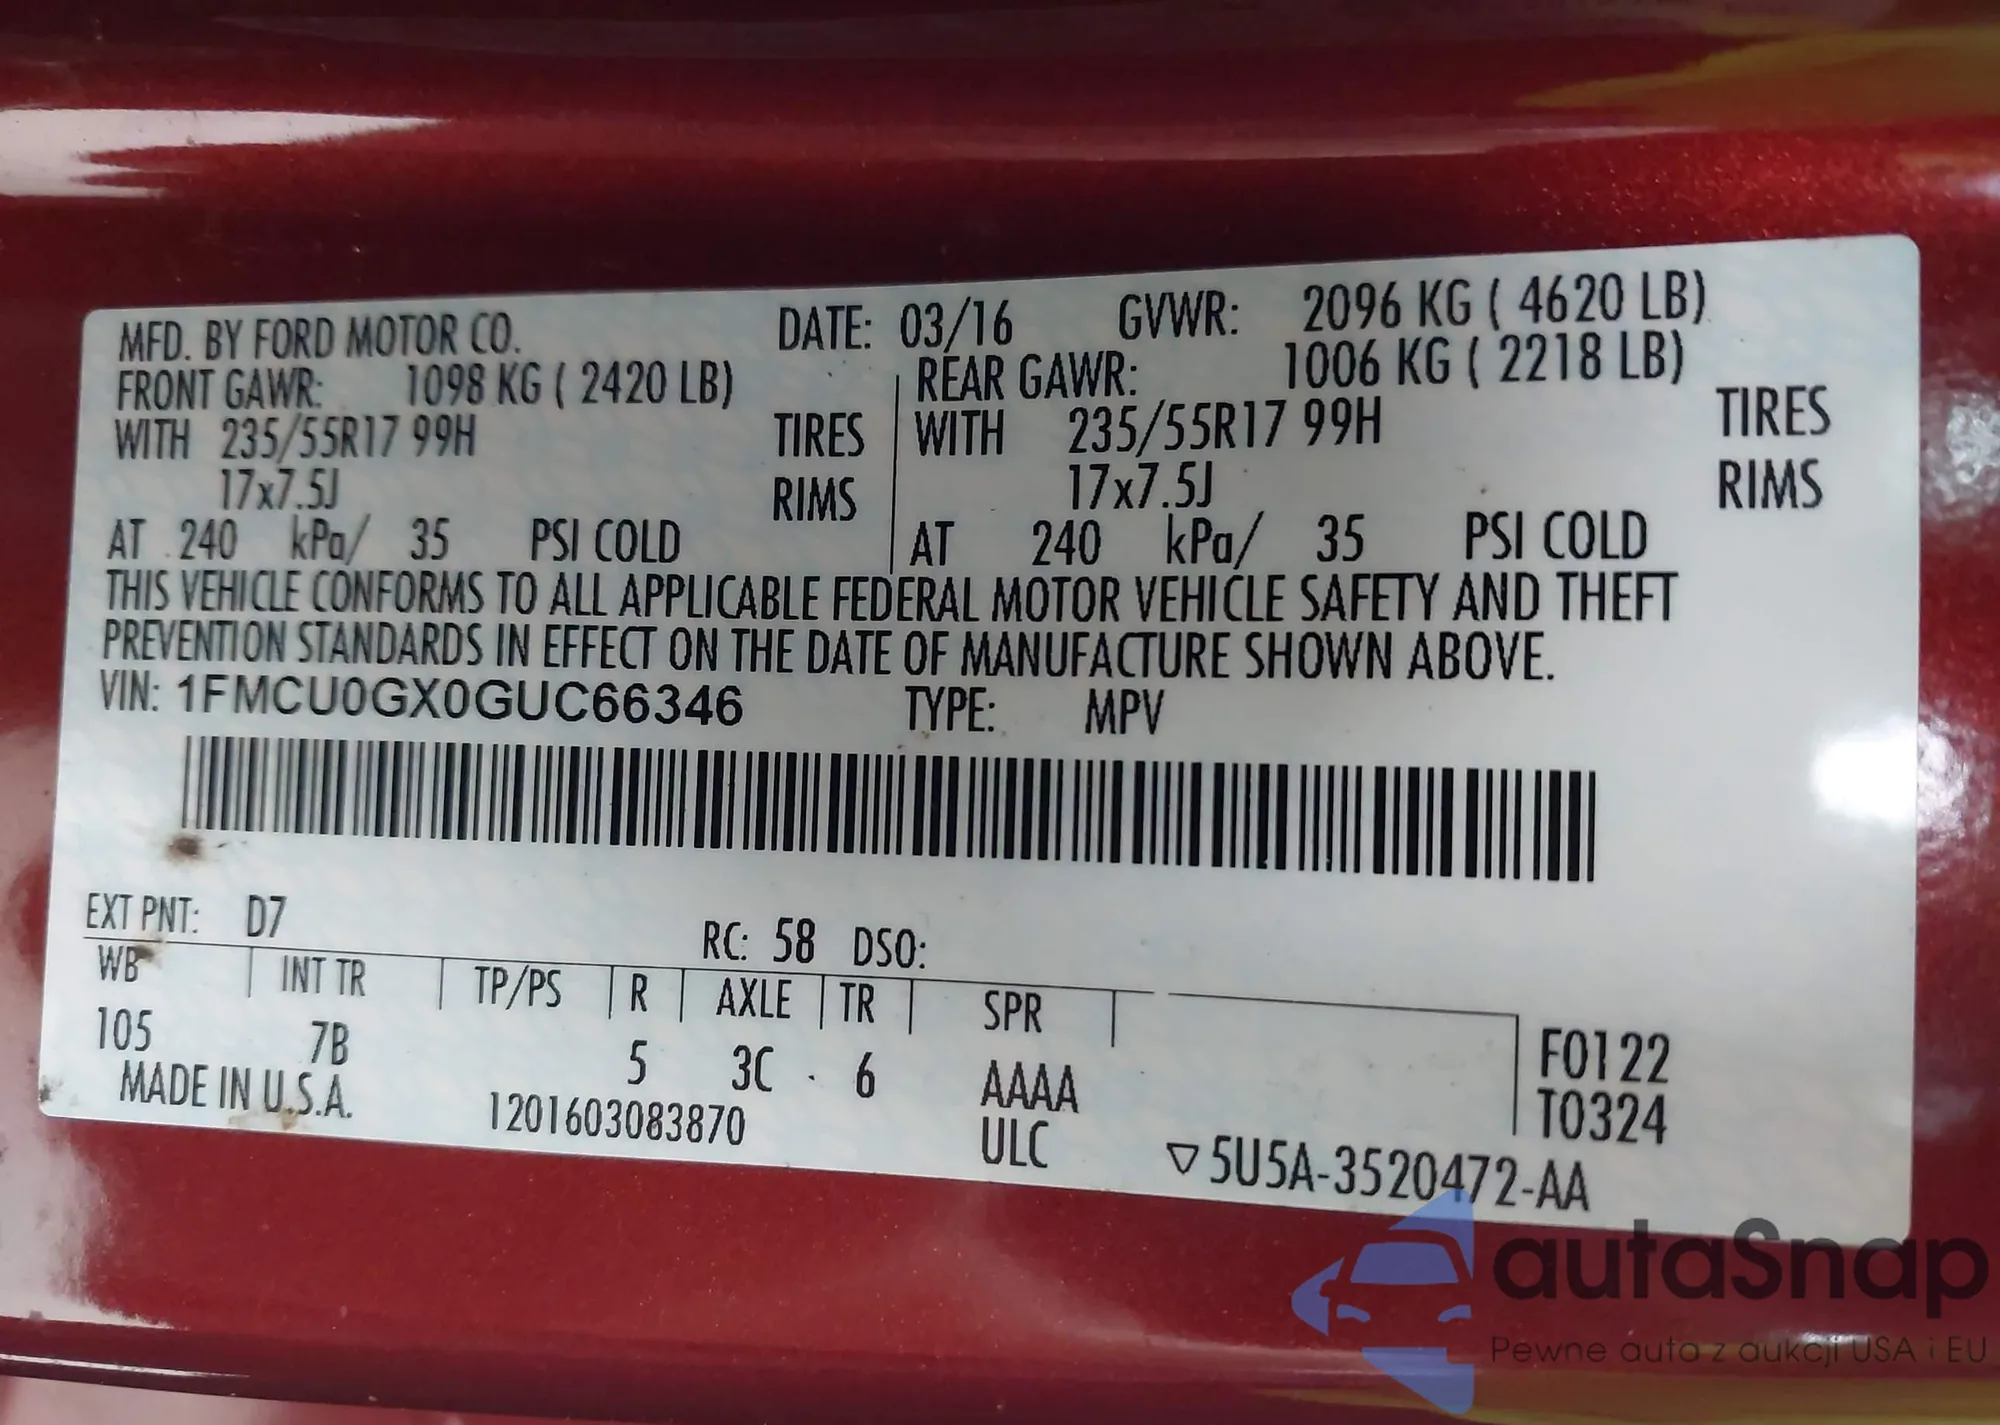 MFD. BY FORD MOTOR CO. DATE: 03/16 GVWR: 2096 KG ( 4620 LB)
FRONT GAWR: 1098 KG ( 2420 LB) REAR GAWR: 1006 KG ( 2218 LB)
WITH 235/55R17 99H TIRES WITH 235/55R17 99H TIRES
17x7.5J RIMS 17x7.5J RIMS
AT 240 kPa/ 35 PSI COLD AT 240 kPa/ 35 PSI COLD
THIS VEHICLE CONFORMS TO ALL APPLICABLE FEDERAL MOTOR VEHICLE SAFETY AND THEFT
PREVENTION STANDARDS IN EFFECT ON THE DATE OF MANUFACTURE SHOWN ABOVE.
VIN: 1FMCU0GX0GUC66346 TYPE: MPV
EXT PNT: D7 RC: 58 DSO:
WB INT TR TP/PS R AXLE TR SPR
105 7B 5 3C 6 AAAA F0122
MADE IN U.S.A. 1201603083870 ULC T0324
▽5U5A-3520472-AA
autaSnap
Pewne auta z aukcji USA i EU